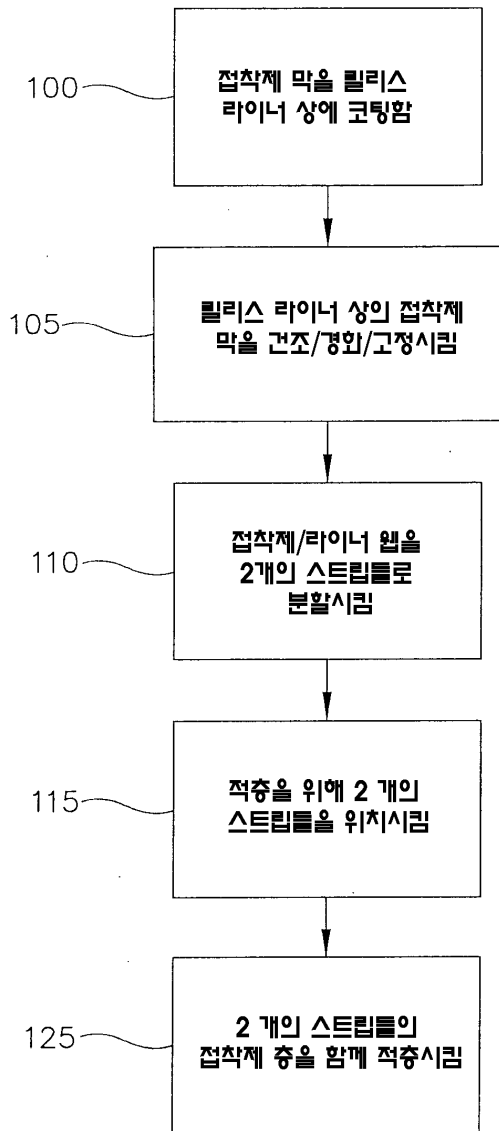 100
접착제 막을 릴리스
라이너 상에 코팅함
105
릴리스 라이너 상의 접착제
막을 건조/경화/고정시킴
110
접착제/라이너 웹을
2개의 스트립들로
분할시킴
115
적층을 위해 2 개의
스트립들을 위치시킴
125
2 개의 스트립들의
접착제 층을 함께 적층시킴